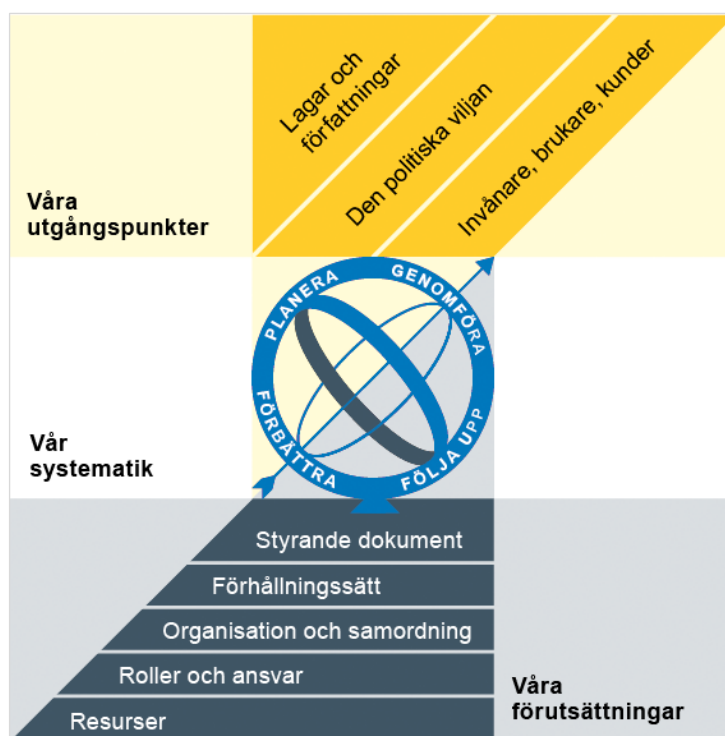 Lagar och
författningar
Den politiska viljan
Invånare, brukare, kunder
Våra
utgångspunkter
PLANERA
GENOMFÖRA
FÖRBÄTTRA
FÖLJA UPP
Vår
systematik
Styrande dokument
Förhållningssätt
Organisation och samordning
Roller och ansvar
Resurser
Våra
förutsättningar